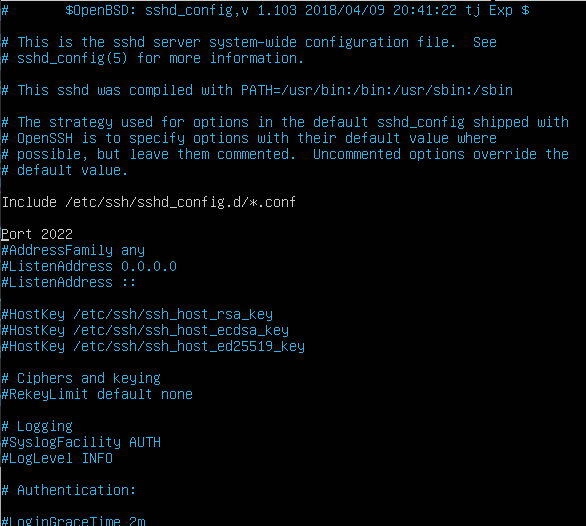 #       $OpenBSD: sshd_config,v 1.103 2018/04/09 20:41:22 tj Exp $
# This is the sshd server system-wide configuration file.  See
# sshd_config(5) for more information.
# This sshd was compiled with PATH=/usr/bin:/bin:/usr/sbin:/sbin
# The strategy used for options in the default sshd_config shipped with
# OpenSSH is to specify options with their default value where
# possible, but leave them commented.  Uncommented options override the
# default value.
Include /etc/ssh/sshd_config.d/*.conf
Port 2022
#AddressFamily any
#ListenAddress 0.0.0.0
#ListenAddress ::
#HostKey /etc/ssh/ssh_host_rsa_key
#HostKey /etc/ssh/ssh_host_ecdsa_key
#HostKey /etc/ssh/ssh_host_ed25519_key
# Ciphers and keying
#RekeyLimit default none
# Logging
#SyslogFacility AUTH
#LogLevel INFO
# Authentication:
#LoginGraceTime 2m